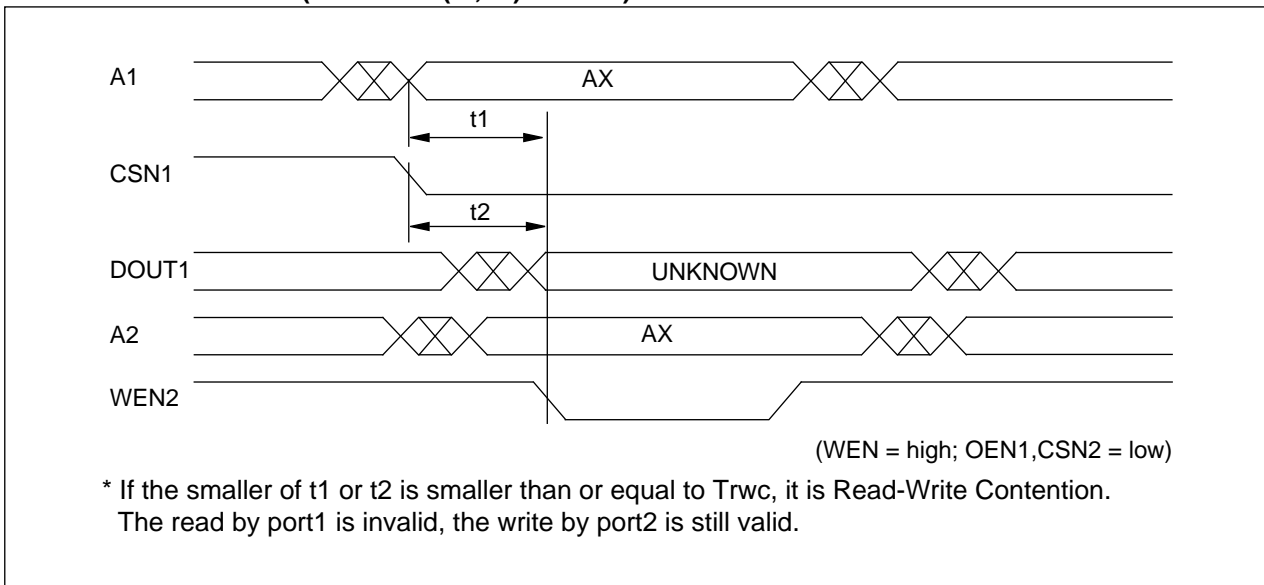 A1
AX
t1
CSN1
t2
DOUT1
UNKNOWN
A2
AX
WEN2
(WEN = high; OEN1,CSN2 = low)
* If the smaller of t1 or t2 is smaller than or equal to Trwc, it is Read-Write Contention.
The read by port1 is invalid, the write by port2 is still valid.